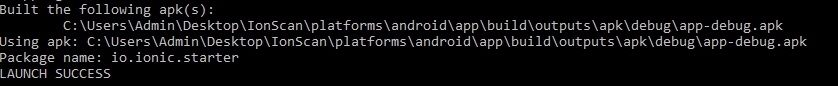 Built the following apk(s):
C:\Users\Admin\Desktop\IonScan\platforms\android\app\build\outputs\apk\debug\app-debug.apk
Using apk: C:\Users\Admin\Desktop\IonScan\platforms\android\app\build\outputs\apk\debug\app-debug.apk
Package name: io.ionic.starter
LAUNCH SUCCESS